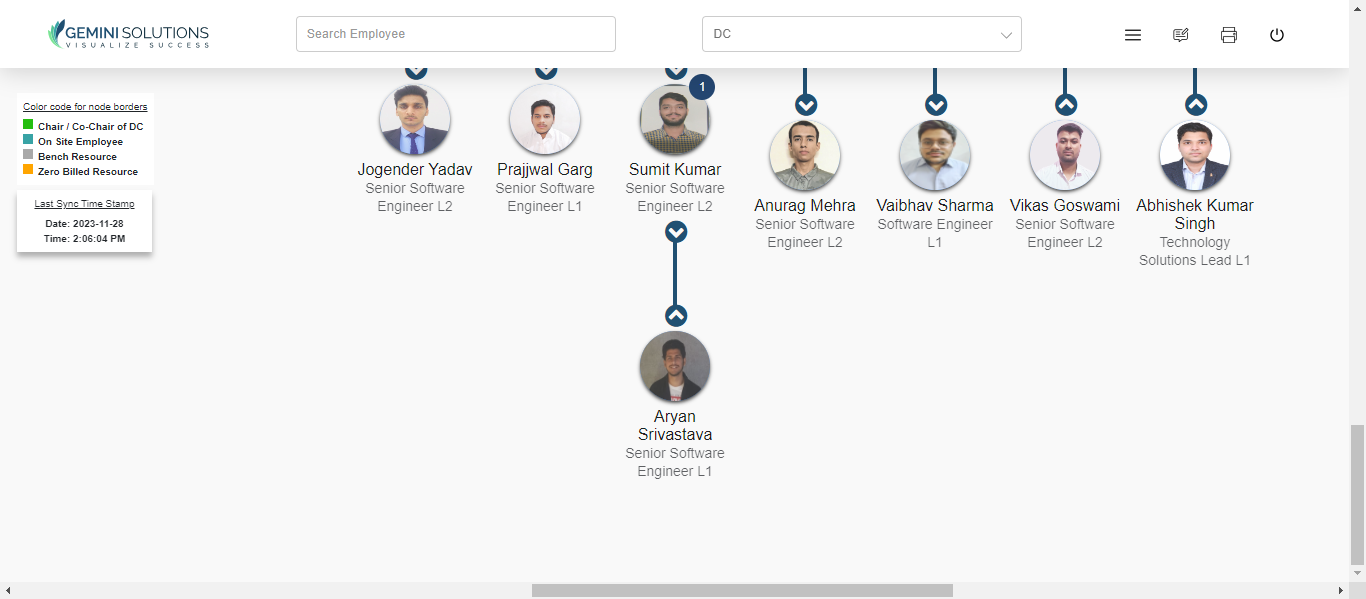 GEMINI SOLUTIONS
VISUALIZE SUCCESS
Search Employee
DC
Color code for node borders
Chair / Co-Chair of DC
On Site Employee
Bench Resource
Zero Billed Resource
Last Sync Time Stamp
Date: 2023-11-28
Time: 2:06:04 PM
Jogender Yadav
Senior Software
Engineer L2
Prajjwal Garg
Senior Software
Engineer L1
1
Sumit Kumar
Senior Software
Engineer L2
Anurag Mehra
Senior Software
Engineer L2
Vaibhav Sharma
Software Engineer
L1
Vikas Goswami
Senior Software
Engineer L2
Abhishek Kumar
Singh
Technology
Solutions Lead L1
Aryan
Srivastava
Senior Software
Engineer L1